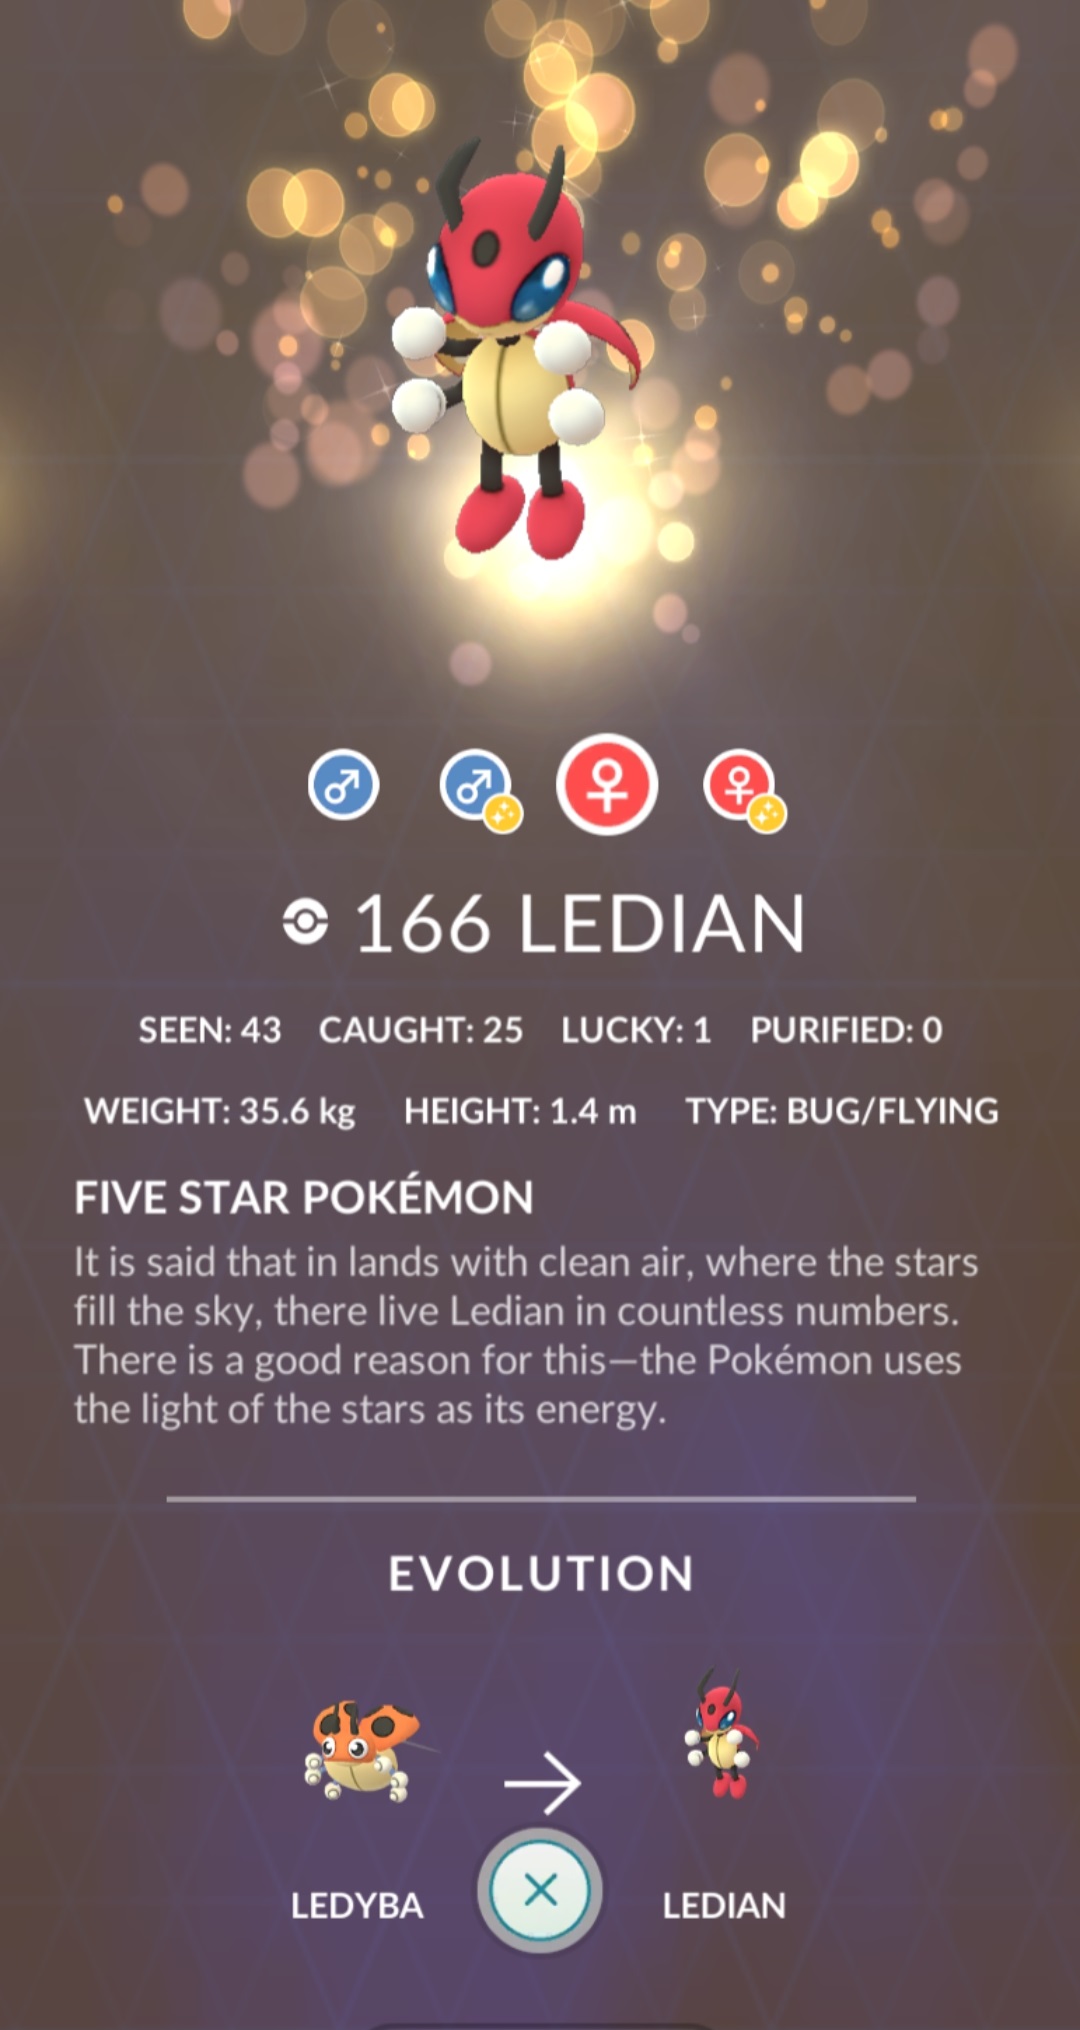 166 LEDIAN
SEEN: 43 CAUGHT: 25 LUCKY: 1 PURIFIED: 0
WEIGHT: 35.6 kg HEIGHT: 1.4 m TYPE: BUG/FLYING
FIVE STAR POKÉMON
It is said that in lands with clean air, where the stars
fill the sky, there live Ledian in countless numbers.
There is a good reason for this—the Pokémon uses
the light of the stars as its energy.
EVOLUTION
LEDYBA
LEDIAN